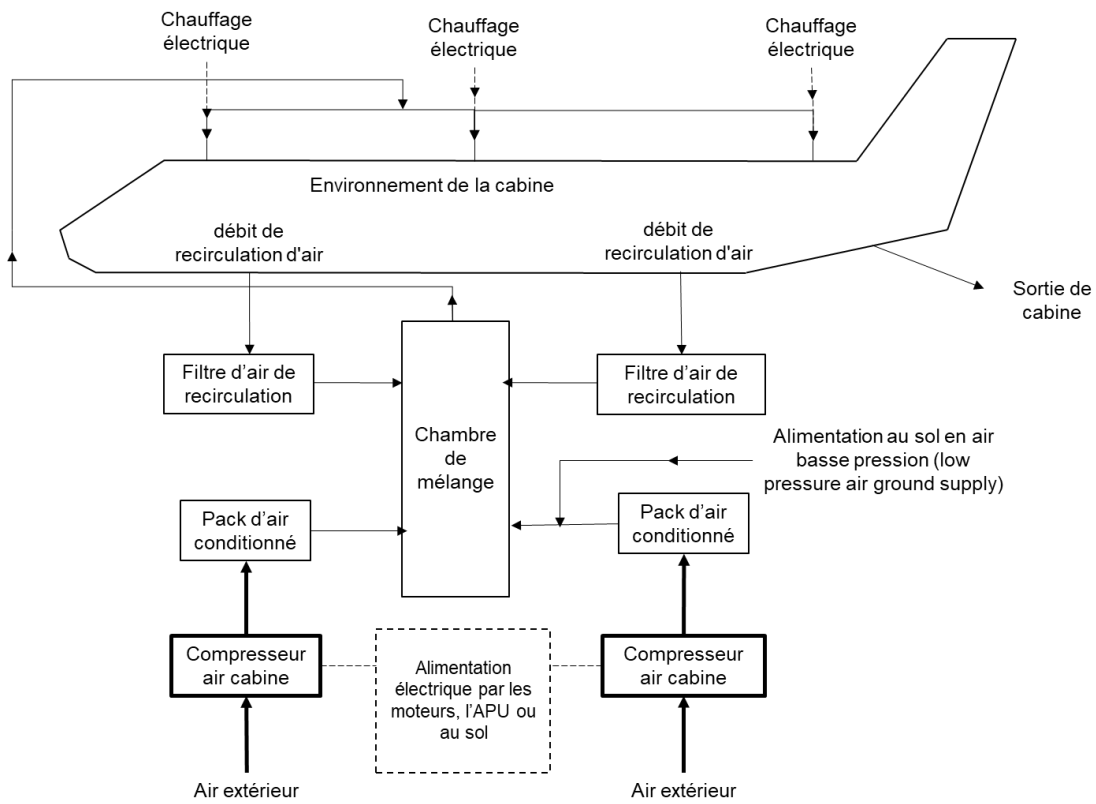 Chauffage
électrique
Chauffage
électrique
Chauffage
électrique
Environnement de la cabine
débit de
recirculation d'air
débit de
recirculation d'air
Sortie de
cabine
Filtre d’air de
recirculation
Filtre d’air de
recirculation
Chambre
de
mélange
Alimentation au sol en air
basse pression (low
pressure air ground supply)
Pack d’air
conditionné
Pack d’air
conditionné
Compresseur
air cabine
Alimentation
électrique par les
moteurs, l’APU ou
au sol
Compresseur
air cabine
Air extérieur
Air extérieur